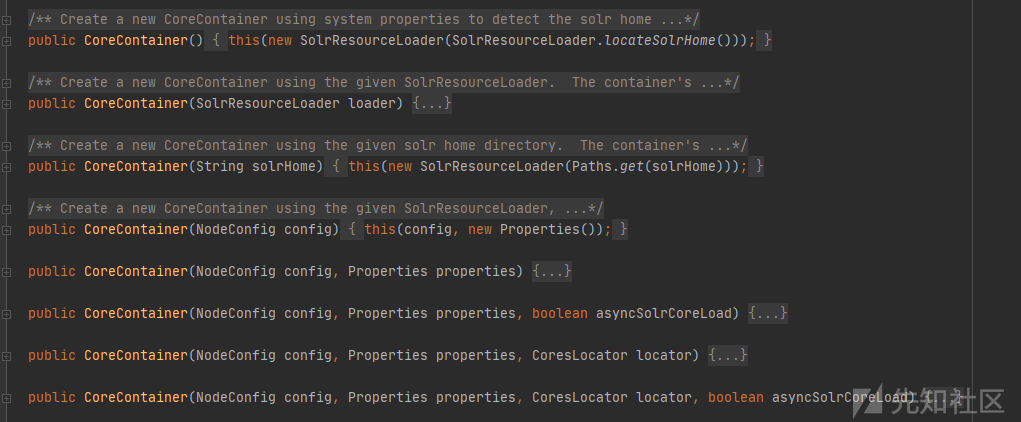 /** Create a new CoreContainer using system properties to detect the solr home ...*/
public CoreContainer() { this(new SolrResourceLoader(SolrResourceLoader.locateSolrHome())); }
/** Create a new CoreContainer using the given SolrResourceLoader.  The container's ...*/
public CoreContainer(SolrResourceLoader loader) {...}
/** Create a new CoreContainer using the given solr home directory.  The container's ...*/
public CoreContainer(String solrHome) { this(new SolrResourceLoader(Paths.get(solrHome))); }
/** Create a new CoreContainer using the given SolrResourceLoader, ...*/
public CoreContainer(NodeConfig config) { this(config, new Properties()); }
public CoreContainer(NodeConfig config, Properties properties) {...}
public CoreContainer(NodeConfig config, Properties properties, boolean asyncSolrCoreLoad) {...}
public CoreContainer(NodeConfig config, Properties properties, CoresLocator locator) {...}
public CoreContainer(NodeConfig config, Properties properties, CoresLocator locator, boolean asyncSolrCoreLoad) {...}
先知社区